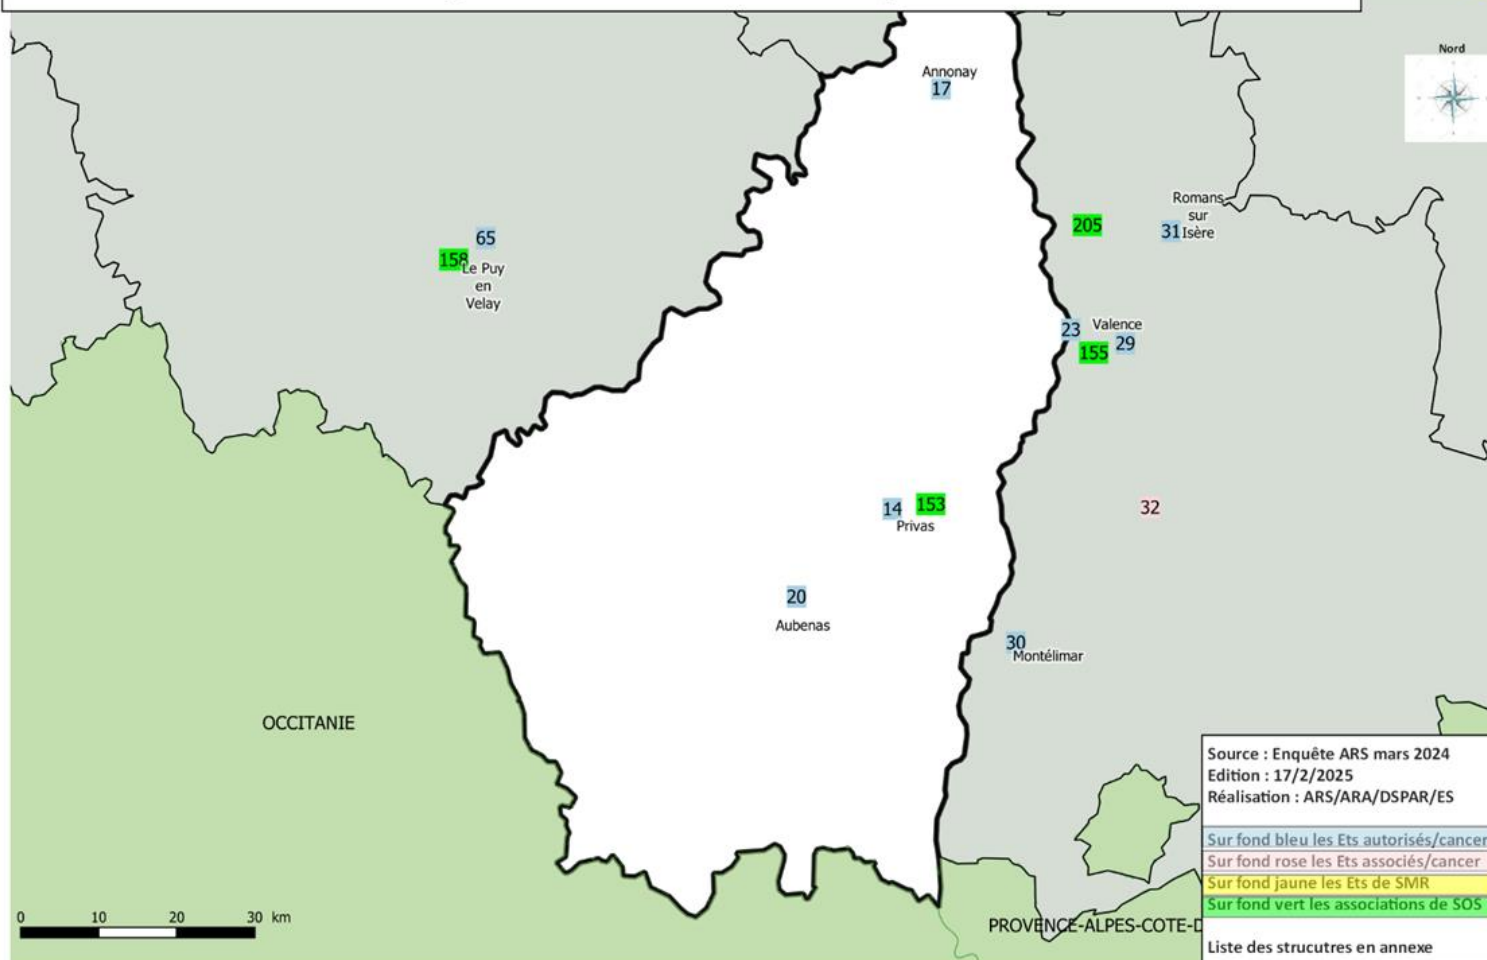 Nord
Annonay
17
205
Romans
sur
Isère
31
65
158
Le Puy
en
Velay
23
Valence
29
155
14
153
Privas
32
20
Aubenas
30
Montélimar
OCCITANIE
Source : Enquête ARS mars 2024
Edition : 17/2/2025
Réalisation : ARS/ARA/DSPAR/ES
Sur fond bleu les Ets autorisés/cancer
Sur fond rose les Ets associés/cancer
Sur fond jaune les Ets de SMR
Sur fond vert les associations de SOS
Liste des strucutres en annexe
0 10 20 30 km
PROVENCE-ALPES-COTE-D